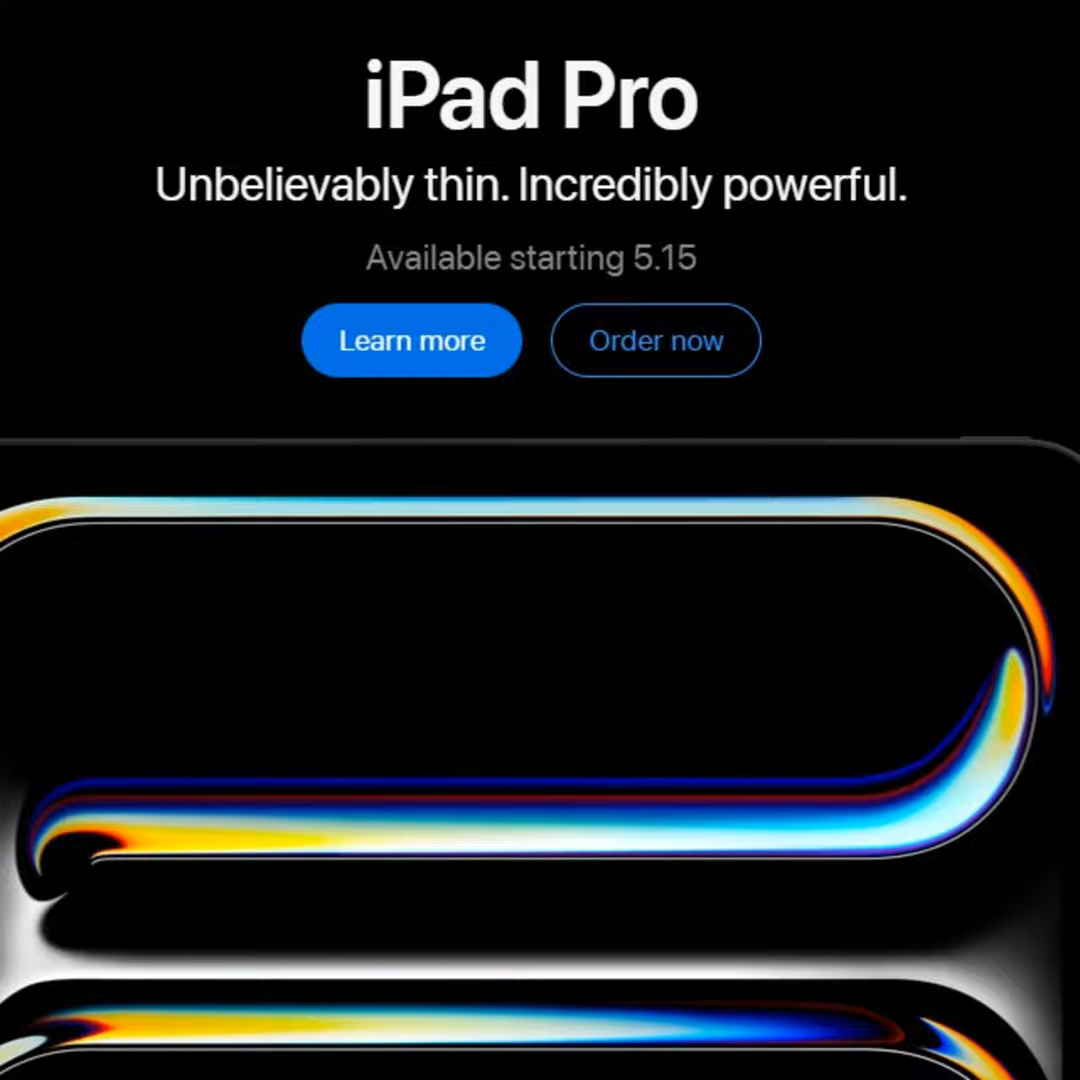 iPad Pro
Unbelievably thin. Incredibly powerful.
Available starting 5.15
Learn more
Order now